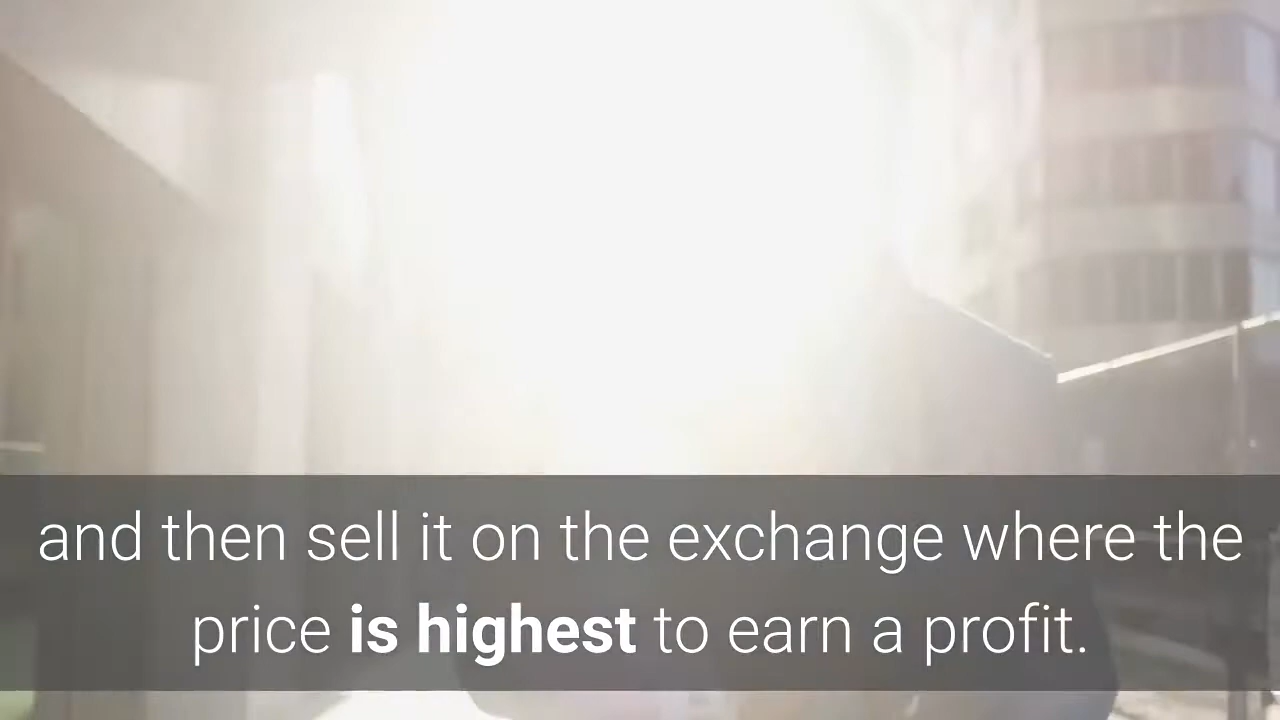 and then sell it on the exchange where the
price is highest to earn a profit.